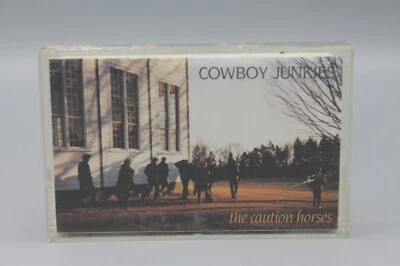 COWBOY JUNKIES
the caution horses